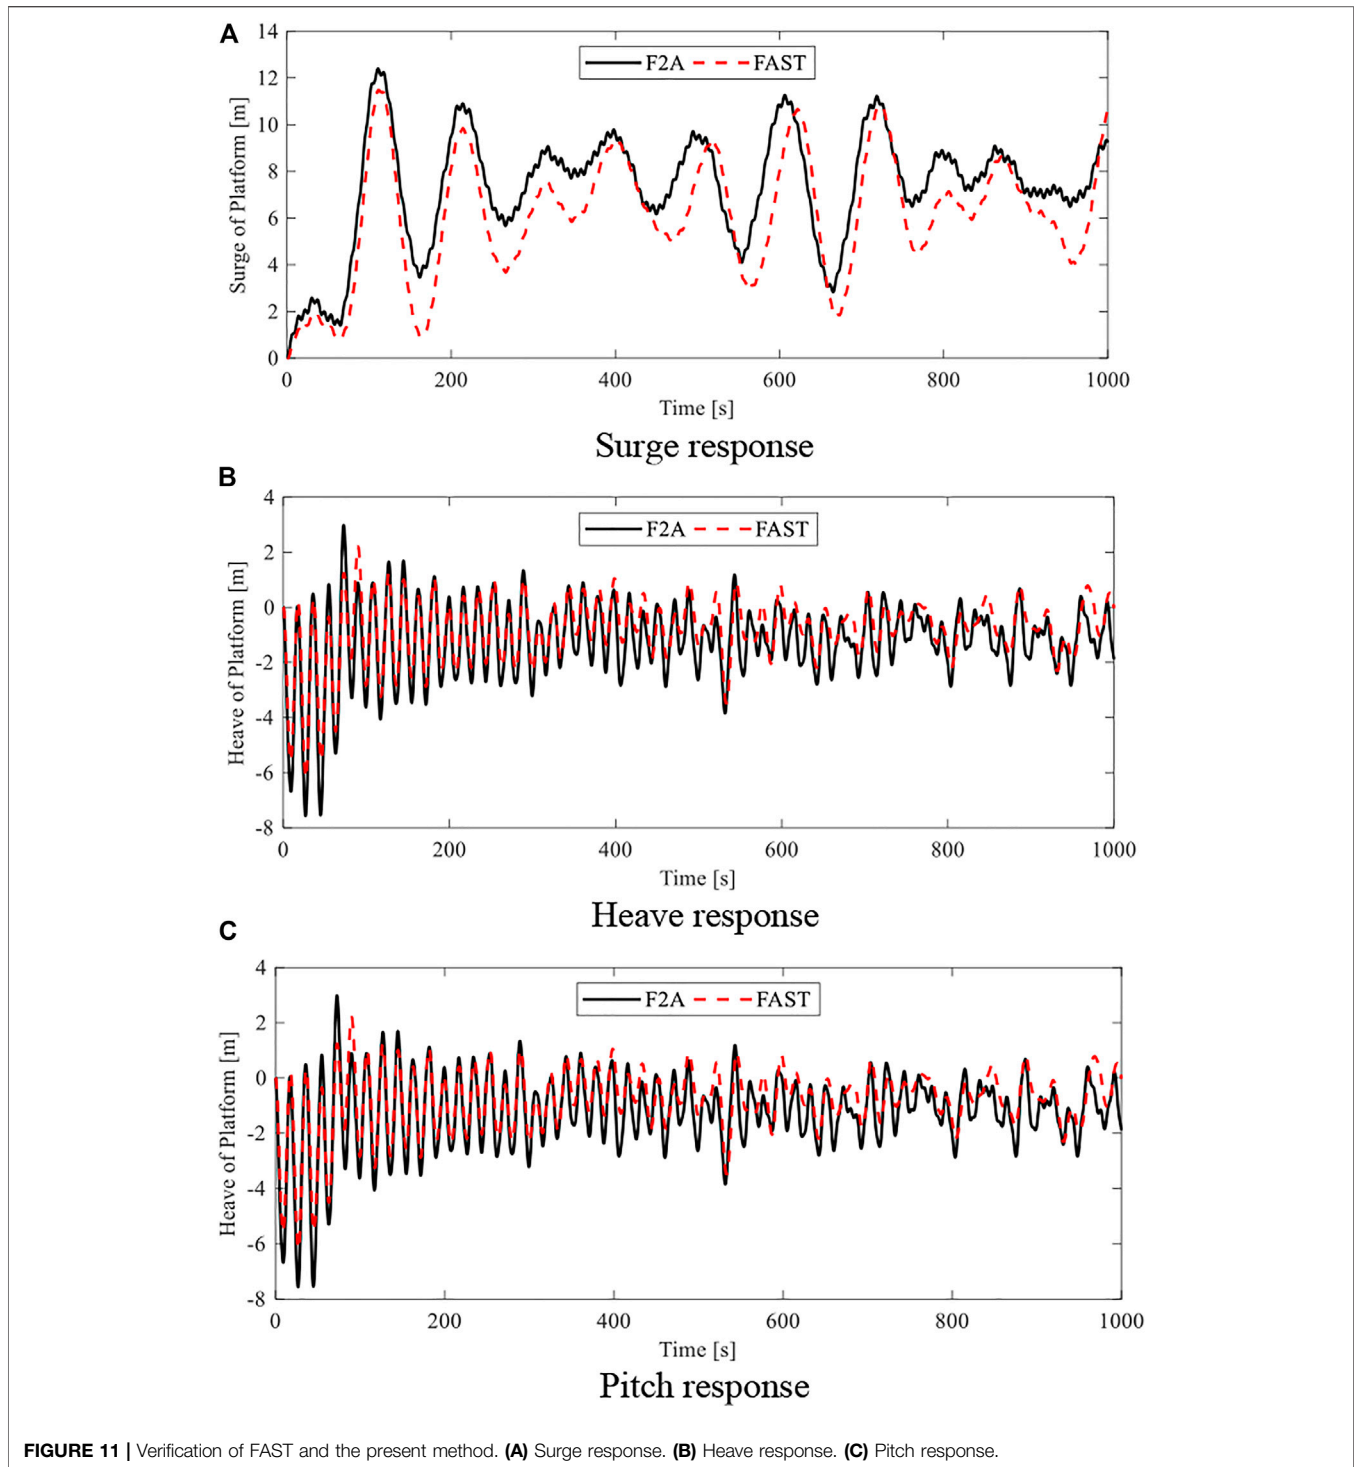 A
14
12
10
8
6
4
2
0
Surge of Platform [m]
F2A FAST
0 200 400 600 800 1000
Time [s]
Surge response
B
4
2
0
-2
-4
-6
-8
Heave of Platform [m]
F2A FAST
0 200 400 600 800 1000
Time [s]
Heave response
C
4
2
0
-2
-4
-6
-8
Heave of Platform [m]
F2A FAST
0 200 400 600 800 1000
Time [s]
Pitch response
FIGURE 11 | Verification of FAST and the present method. (A) Surge response. (B) Heave response. (C) Pitch response.